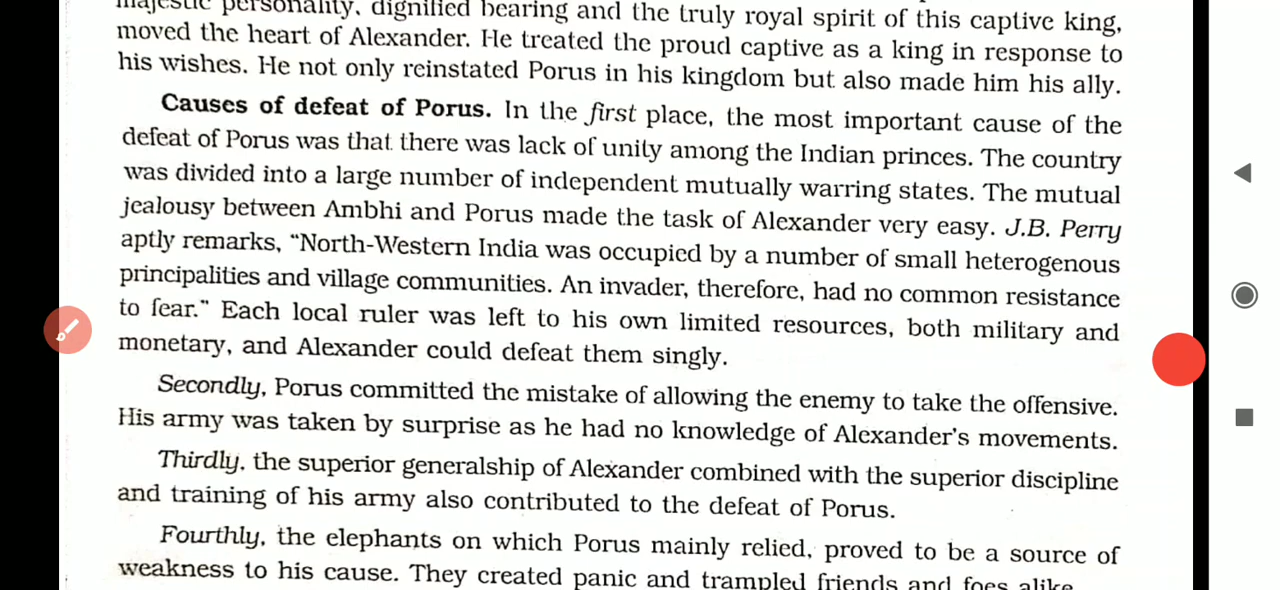 majestic personality, dignified bearing and the truly royal spirit of this captive king,
moved the heart of Alexander. He treated the proud captive as a king in response to
his wishes. He not only reinstated Porus in his kingdom but also made him his ally.
Causes of defeat of Porus. In the first place, the most important cause of the
defeat of Porus was that there was lack of unity among the Indian princes. The country
was divided into a large number of independent mutually warring states. The mutual
jealousy between Ambhi and Porus made the task of Alexander very easy. J.B. Perry
aptly remarks, "North-Western India was occupied by a number of small heterogenous
principalities and village communities. An invader, therefore, had no common resistance
to fear." Each local ruler was left to his own limited resources, both military and
monetary, and Alexander could defeat them singly.
Secondly, Porus committed the mistake of allowing the enemy to take the offensive.
His army was taken by surprise as he had no knowledge of Alexander's movements.
Thirdly, the superior generalship of Alexander combined with the superior discipline
and training of his army also contributed to the defeat of Porus.
Fourthly, the elephants on which Porus mainly relied, proved to be a source of
weakness to his cause. They created panic and trampled friends and foes alike